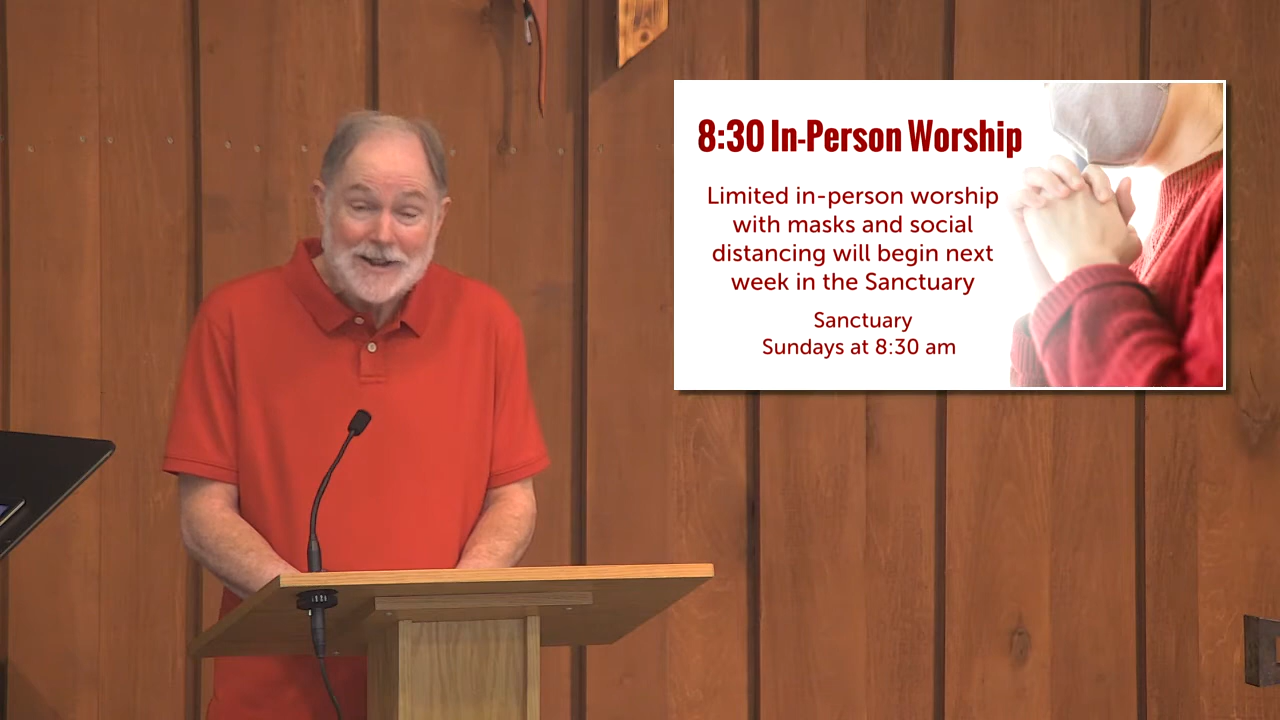 8:30 In-Person Worship
Limited in-person worship
with masks and social
distancing will begin next
week in the Sanctuary
Sanctuary
Sundays at 8:30 am